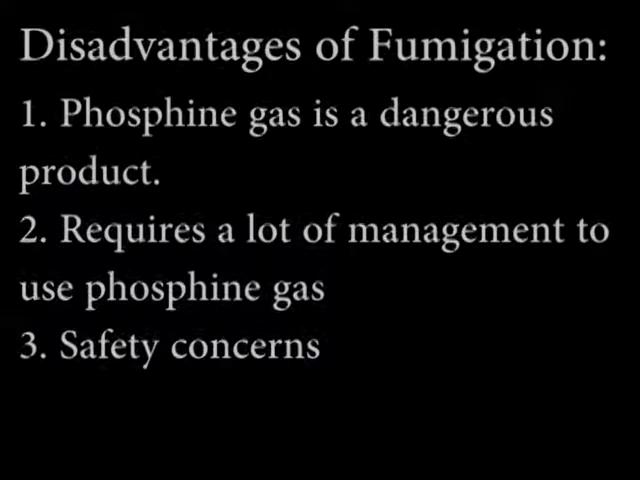 Disadvantages of Fumigation:
1. Phosphine gas is a dangerous
product.
2. Requires a lot of management to
use phosphine gas
3. Safety concerns